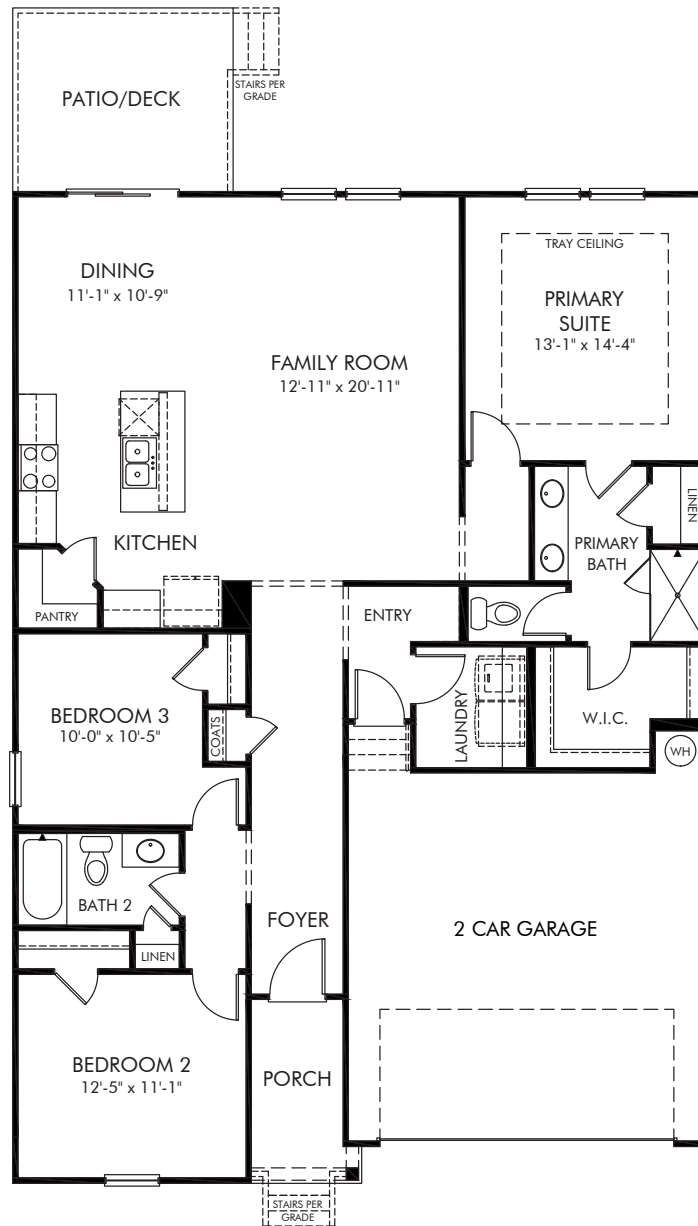 STAIRS PER
GRADE
PATIO/DECK
TRAY CEILING
DINING
11'-1" x 10'-9"
PRIMARY
SUITE
13'-1" x 14'-4"
FAMILY ROOM
12'-11" x 20'-11"
LINEN
KITCHEN
PRIMARY
BATH
PANTRY
ENTRY
BEDROOM 3
10'-0" x 10'-5"
COATS
LAUNDRY
W.I.C.
WH
BATH 2
FOYER
2 CAR GARAGE
LINEN
BEDROOM 2
12'-5" x 11'-1"
PORCH
STAIRS PER
GRADE